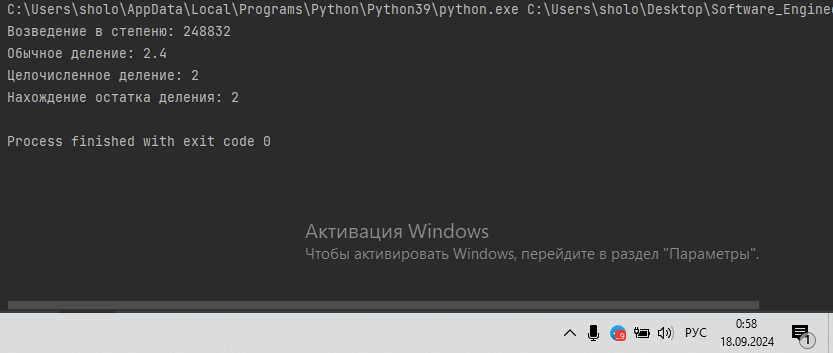 C:\Users\sholo\AppData\Local\Programs\Python\Python39\python.exe C:\Users\sholo\Desktop\Software_Enginee
Возведение в степеню: 248832
Обычное деление: 2.4
Целочисленное деление: 2
Нахождение остатка деления: 2
Process finished with exit code 0
Активация Windows
Чтобы активировать Windows, перейдите в раздел "Параметры".
РУС
0:58
18.09.2024
1